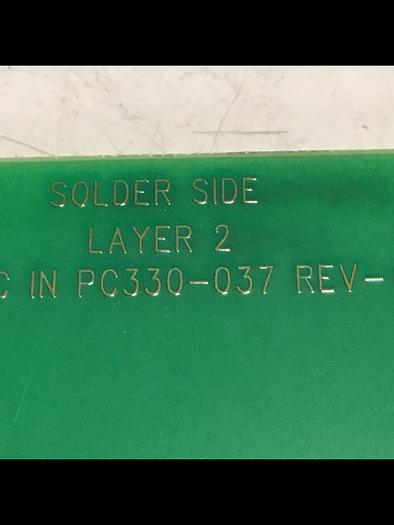 SOLDER SIDE
LAYER 2
C IN PC330-037 REV-